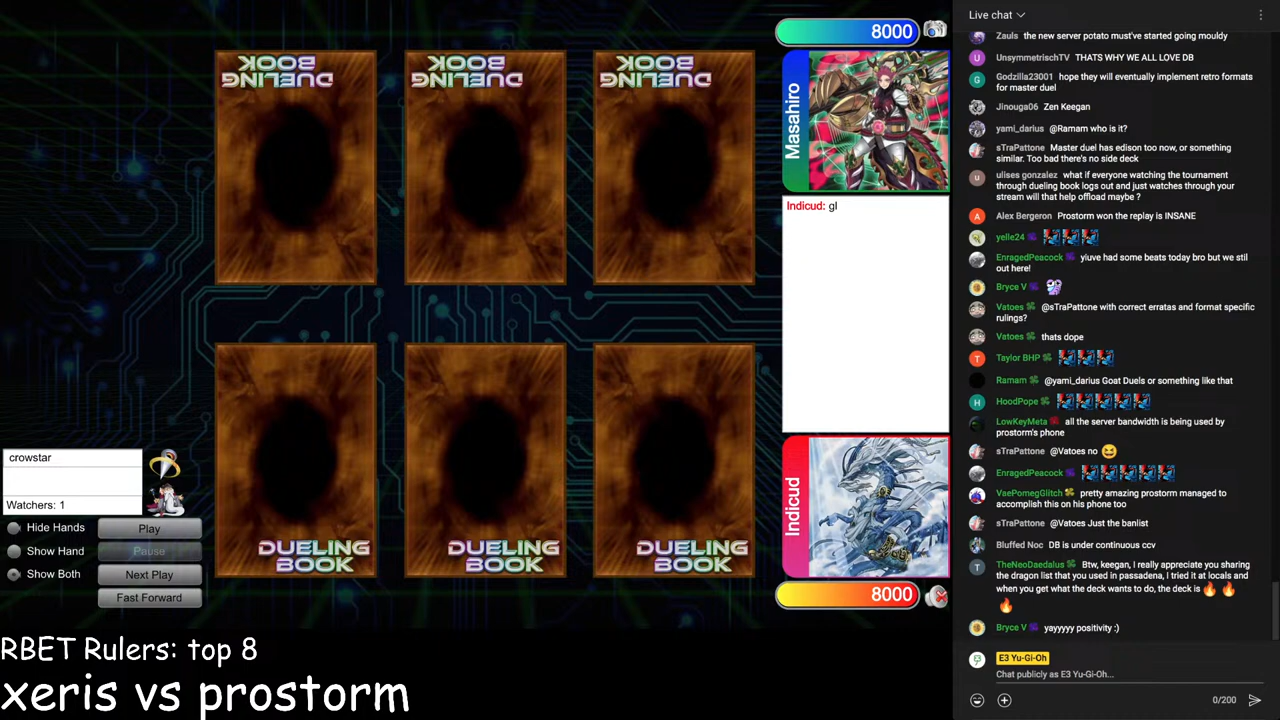 DUELING
BOOK
DUELING
BOOK
DUELING
BOOK
DUELING
BOOK
DUELING
BOOK
DUELING
BOOK
8000
Masahiro
Indicud: gl
Indicud
8000
crowstar
Watchers: 1
Hide Hands
Play
Show Hand
Pause
Show Both
Next Play
Fast Forward
RBET Rulers: top 8
xeris vs prostorm
Live chat
Zauls the new server potato must've started going mouldy
UnsymmetrischTV THATS WHY WE ALL LOVE DB
Godzilla23001 hope they will eventually implement retro formats
for master duel
Jinouga06 Zen Keegan
yami_darius @Ramam who is it?
sTraPattone Master duel has edison too now, or something
similar. Too bad there's no side deck
ulises gonzalez what if everyone watching the tournament
through dueling book logs out and just watches through your
stream will that help offload maybe ?
Alex Bergeron Prostorm won the replay is INSANE
yelle24
EnragedPeacock yiuve had some beats today bro but we stil
out here!
Bryce V
Vatoes @sTraPattone with correct erratas and format specific
rulings?
Vatoes thats dope
Taylor BHP
Ramam @yami_darius Goat Duels or something like that
HoodPope
LowKeyMeta all the server bandwidth is being used by
prostorm's phone
sTraPattone @Vatoes no 😆
EnragedPeacock
VaePomegGlitch pretty amazing prostorm managed to
accomplish this on his phone too
sTraPattone @Vatoes Just the banlist
Bluffed Noc DB is under continuous ccv
TheNeoDaedalus Btw, keegan, I really appreciate you sharing
the dragon list that you used in passadena, I tried it at locals and
when you get what the deck wants to do, the deck is 🔥 🔥
🔥
Bryce V yayyyyy positivity :)
E3 Yu-Gi-Oh
Chat publicly as E3 Yu-Gi-Oh...
0/200